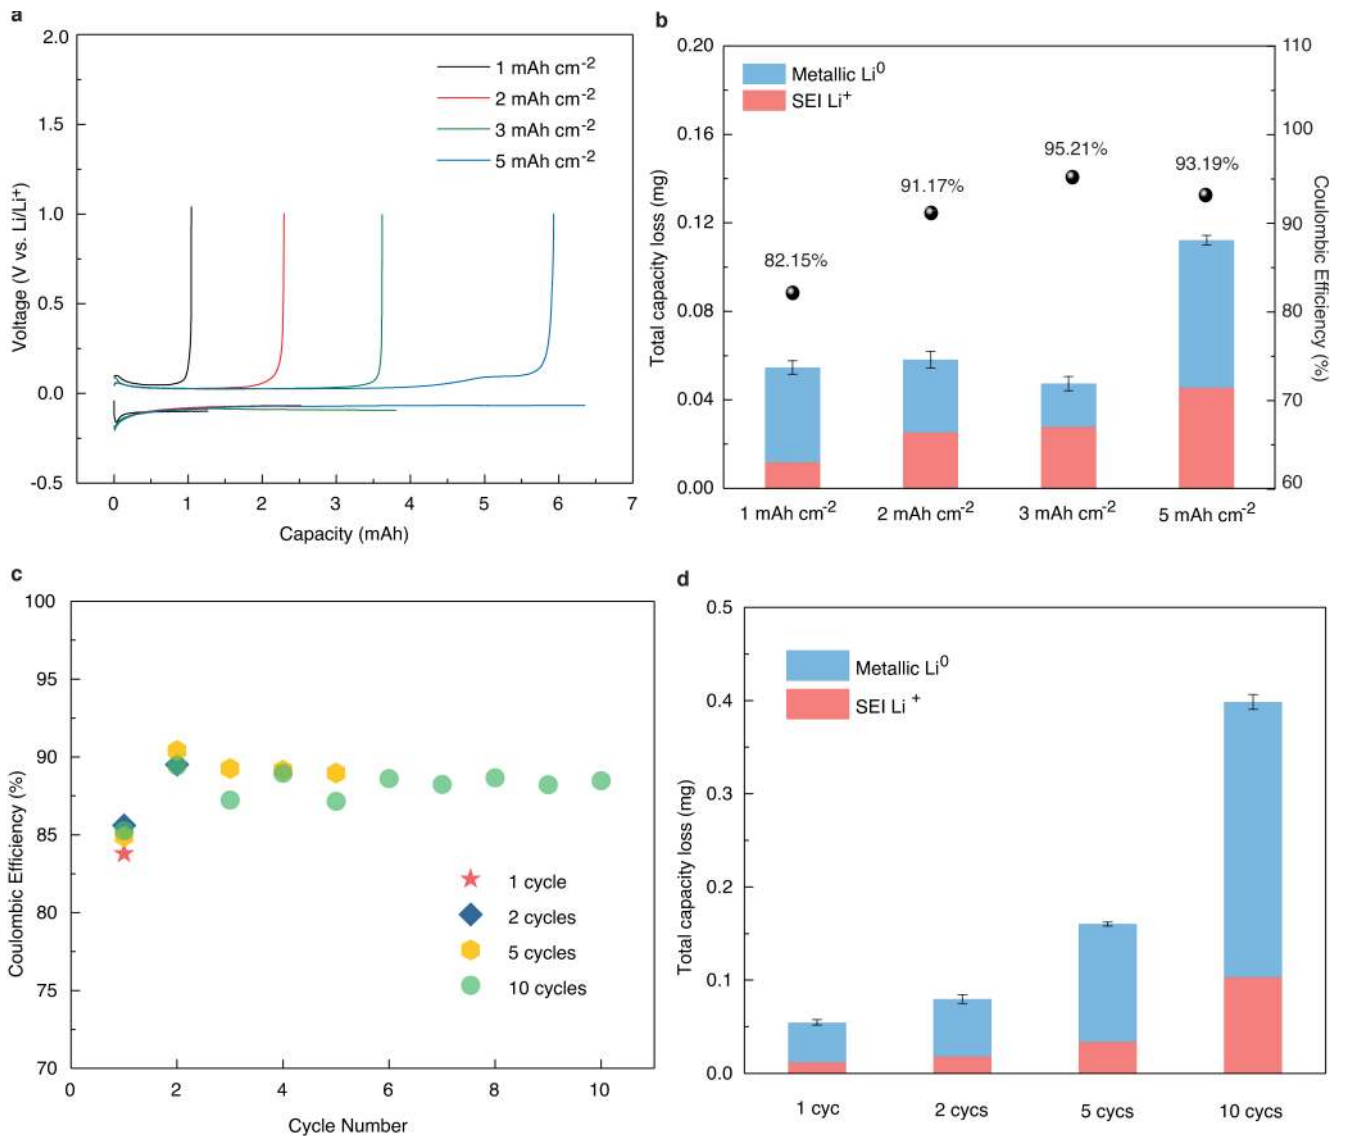 a
2.0
1.5
1.0
0.5
0.0
-0.5
Voltage (V vs. Li/Li⁺)
1 mAh cm⁻²
2 mAh cm⁻²
3 mAh cm⁻²
5 mAh cm⁻²
0 1 2 3 4 5 6 7
Capacity (mAh)
b
0.20
0.16
0.12
0.08
0.04
0.00
Total capacity loss (mg)
Metallic Li⁰
SEI Li⁺
82.15%
91.17%
95.21%
93.19%
110
100
90
80
70
60
Coulombic Efficiency (%)
1 mAh cm⁻² 2 mAh cm⁻² 3 mAh cm⁻² 5 mAh cm⁻²
c
100
95
90
85
80
75
70
Coulombic Efficiency (%)
1 cycle
2 cycles
5 cycles
10 cycles
0 2 4 6 8 10
Cycle Number
d
0.5
0.4
0.3
0.2
0.1
0.0
Total capacity loss (mg)
Metallic Li⁰
SEI Li ⁺
1 cyc 2 cycs 5 cycs 10 cycs